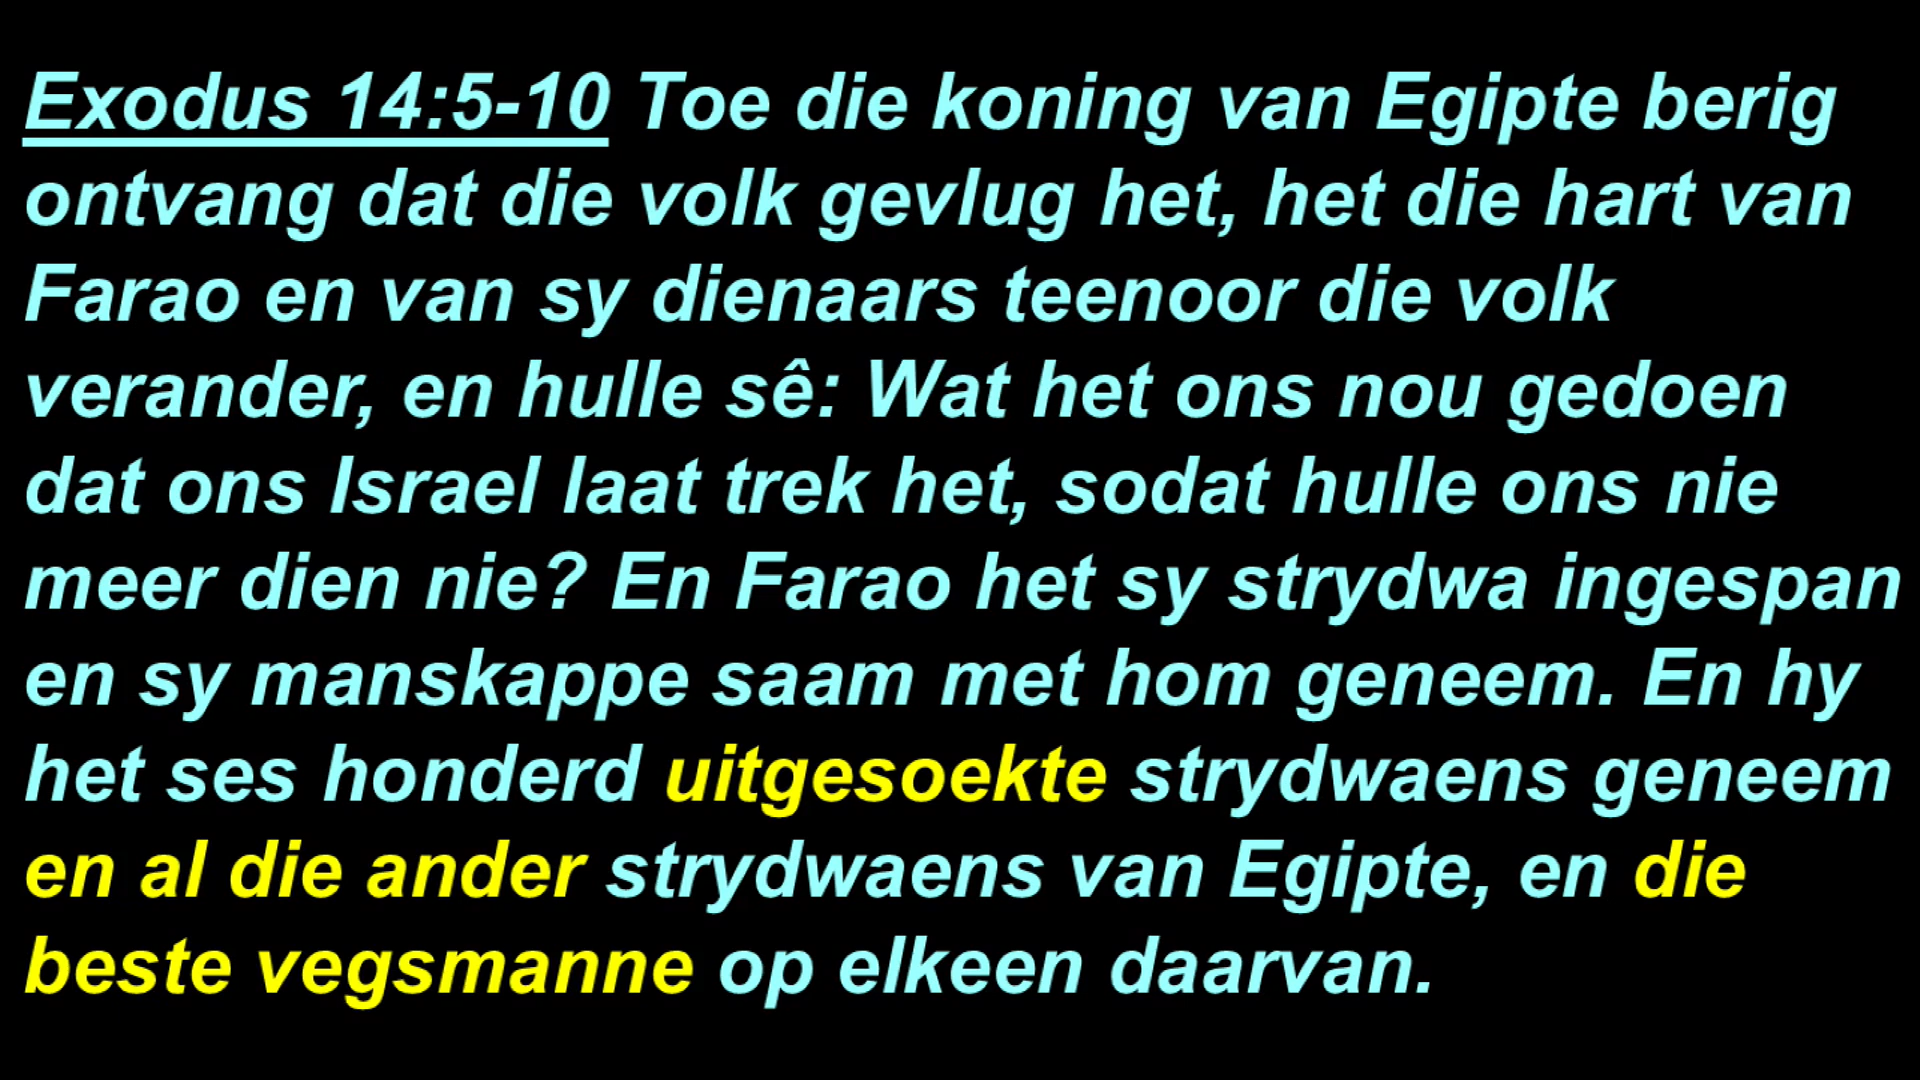 Exodus 14:5-10 Toe die koning van Egipte berig
ontvang dat die volk gevlug het, het die hart van
Farao en van sy dienaars teenoor die volk
verander, en hulle sê: Wat het ons nou gedoen
dat ons Israel laat trek het, sodat hulle ons nie
meer dien nie? En Farao het sy strydwa ingespan
en sy manskappe saam met hom geneem. En hy
het ses honderd uitgesoekte strydwaens geneem
en al die ander strydwaens van Egipte, en die
beste vegsmanne op elkeen daarvan.